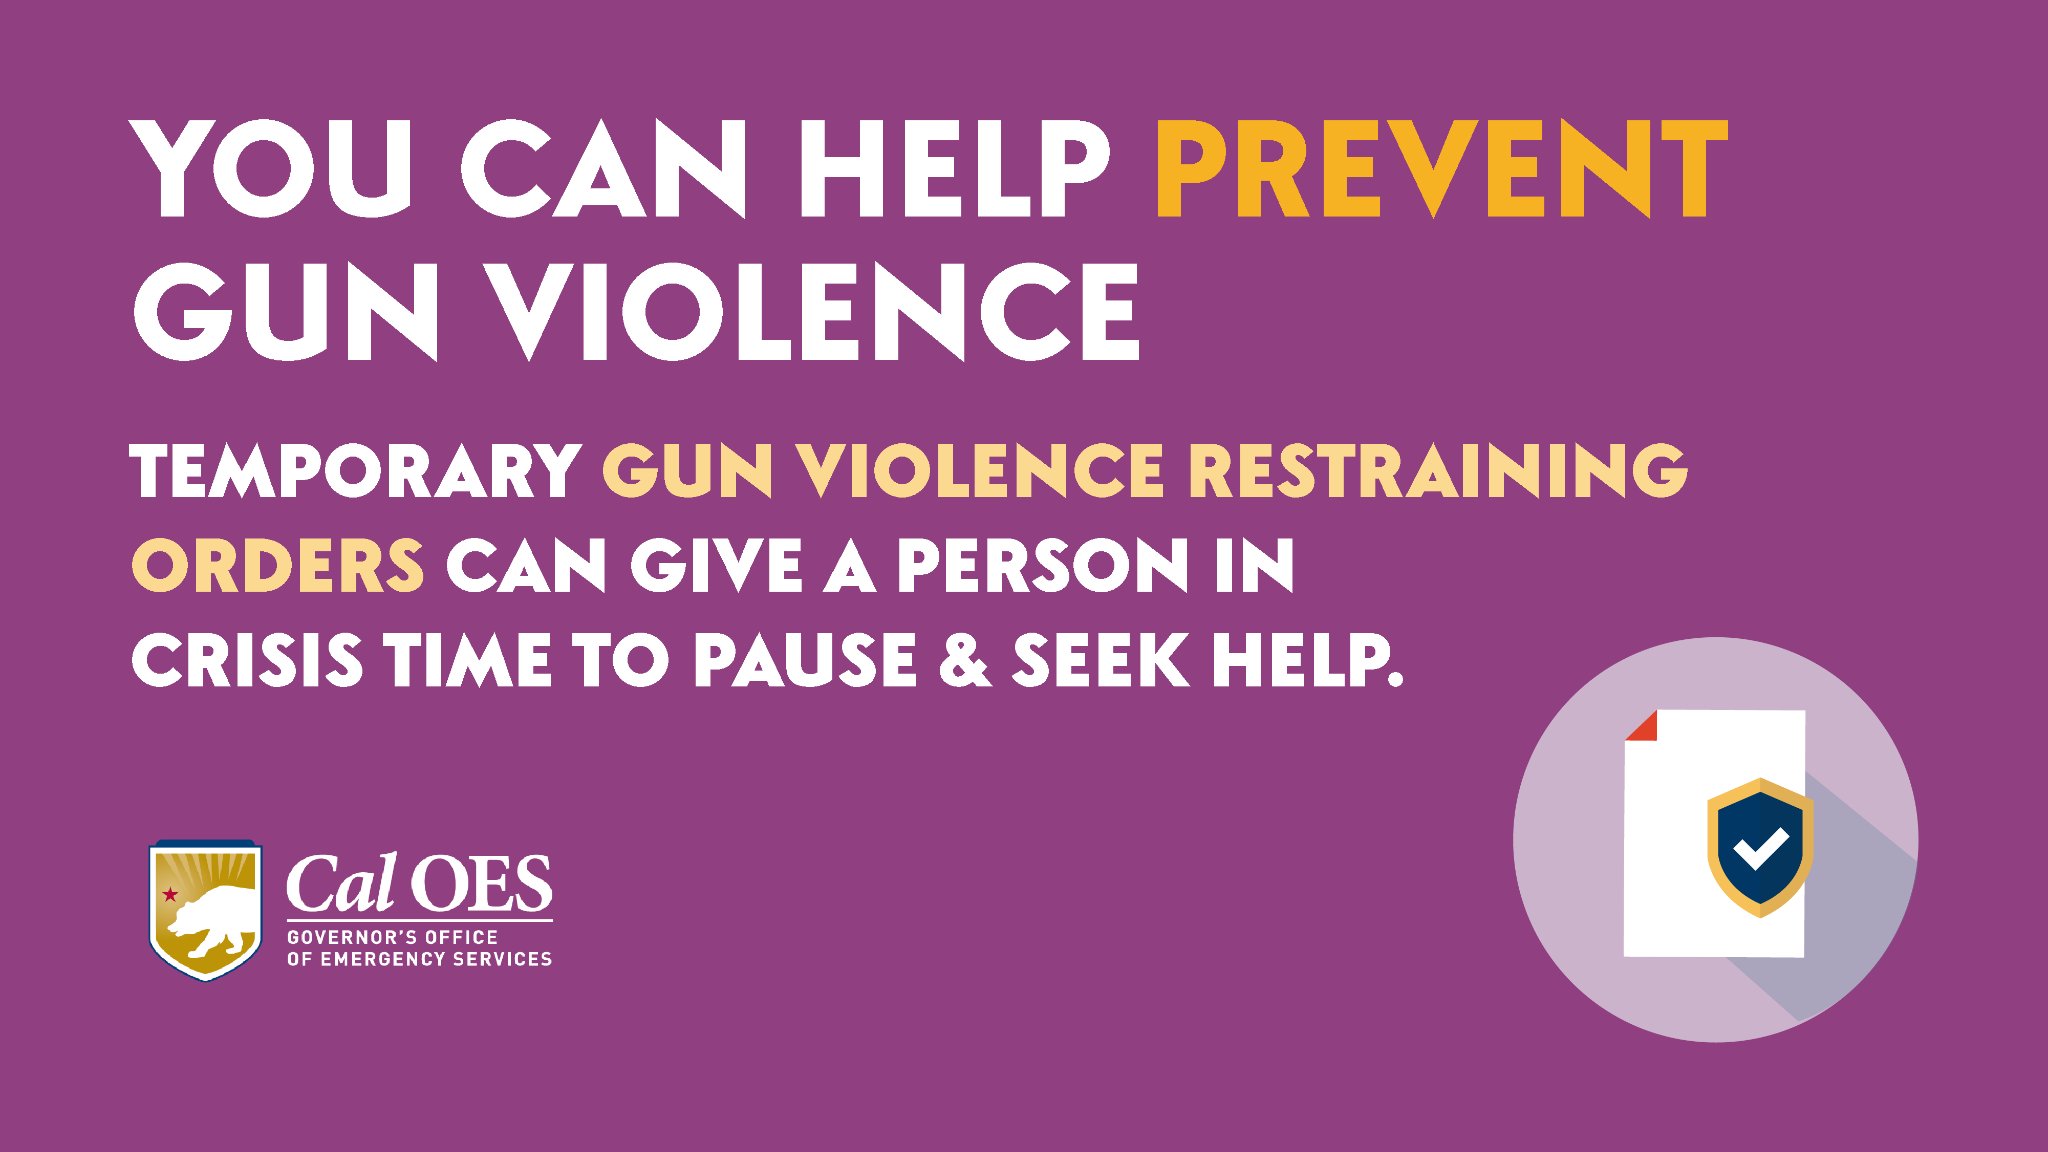 YOU CAN HELP PREVENT
GUN VIOLENCE
TEMPORARY GUN VIOLENCE RESTRAINING
ORDERS CAN GIVE A PERSON IN
CRISIS TIME TO PAUSE & SEEK HELP.
Cal OES
GOVERNOR'S OFFICE
OF EMERGENCY SERVICES